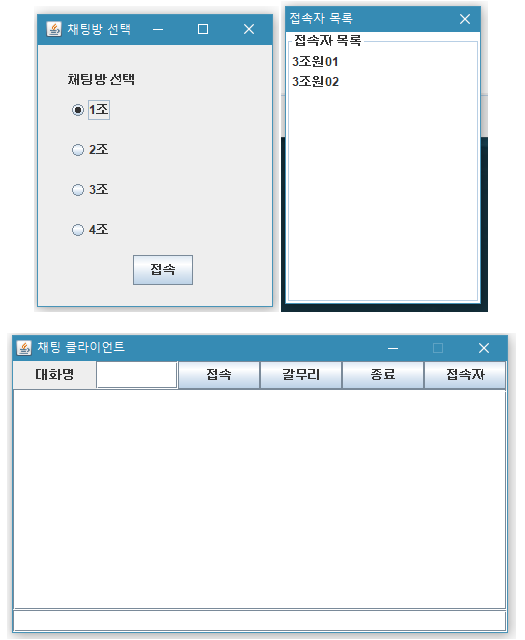 채팅방 선택
채팅방 선택
1조
2조
3조
4조
접속
접속자 목록
접속자 목록
3조원01
3조원02
채팅 클라이언트
대화명 접속 갈무리 종료 접속자